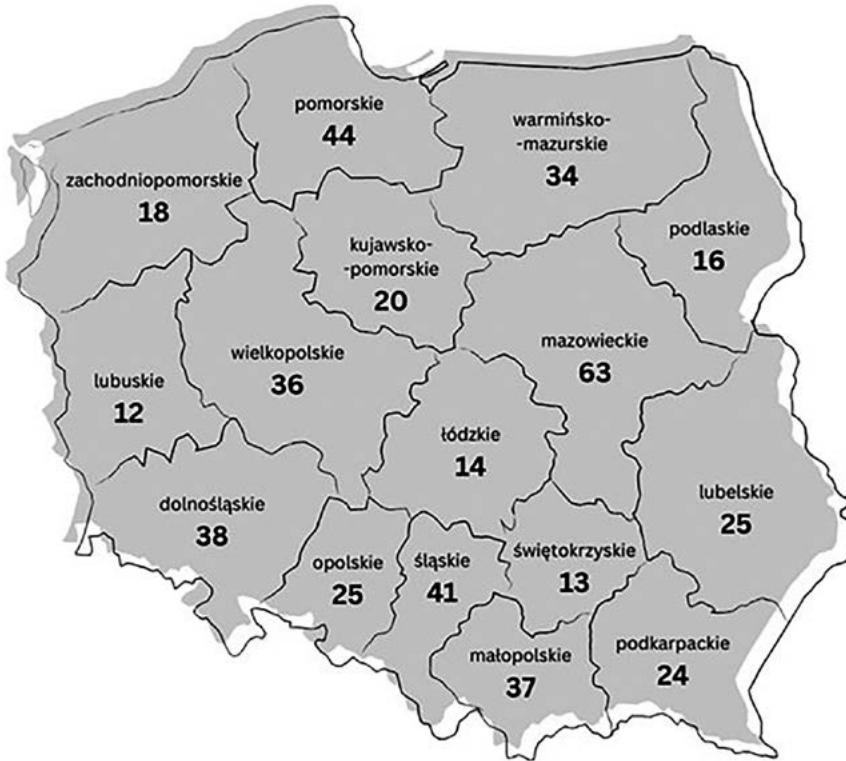 pomorskie
44
warmińsko-
-mazurskie
34
zachodniopomorskie
18
podlaskie
16
kujawsko-
-pomorskie
20
mazowieckie
63
wielkopolskie
36
lubuskie
12
łódzkie
14
lubelskie
25
dolnośląskie
38
opolskie
25
śląskie
41
świętokrzyskie
13
małopolskie
37
podkarpackie
24